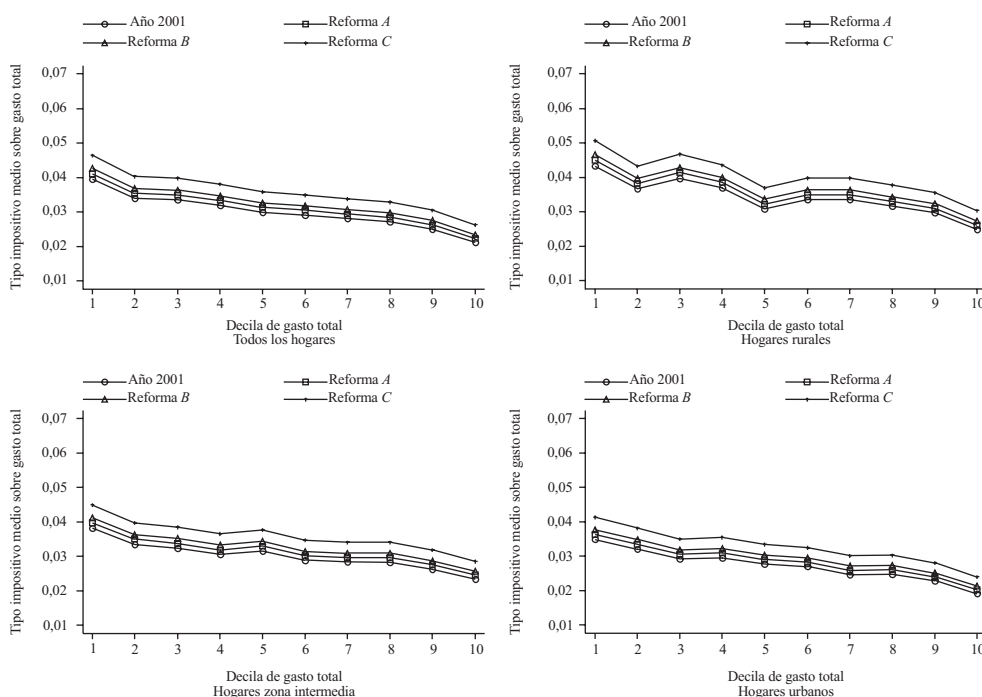 Año 2001
Reforma A
Reforma B
Reforma C
Tipo impositivo medio sobre gasto total
0,07
0,06
0,05
0,04
0,03
0,02
0,01
1 2 3 4 5 6 7 8 9 10
Decila de gasto total
Todos los hogares
Año 2001
Reforma A
Reforma B
Reforma C
Tipo impositivo medio sobre gasto total
0,07
0,06
0,05
0,04
0,03
0,02
0,01
1 2 3 4 5 6 7 8 9 10
Decila de gasto total
Hogares rurales
Año 2001
Reforma A
Reforma B
Reforma C
Tipo impositivo medio sobre gasto total
0,07
0,06
0,05
0,04
0,03
0,02
0,01
1 2 3 4 5 6 7 8 9 10
Decila de gasto total
Hogares zona intermedia
Año 2001
Reforma A
Reforma B
Reforma C
Tipo impositivo medio sobre gasto total
0,07
0,06
0,05
0,04
0,03
0,02
0,01
1 2 3 4 5 6 7 8 9 10
Decila de gasto total
Hogares urbanos